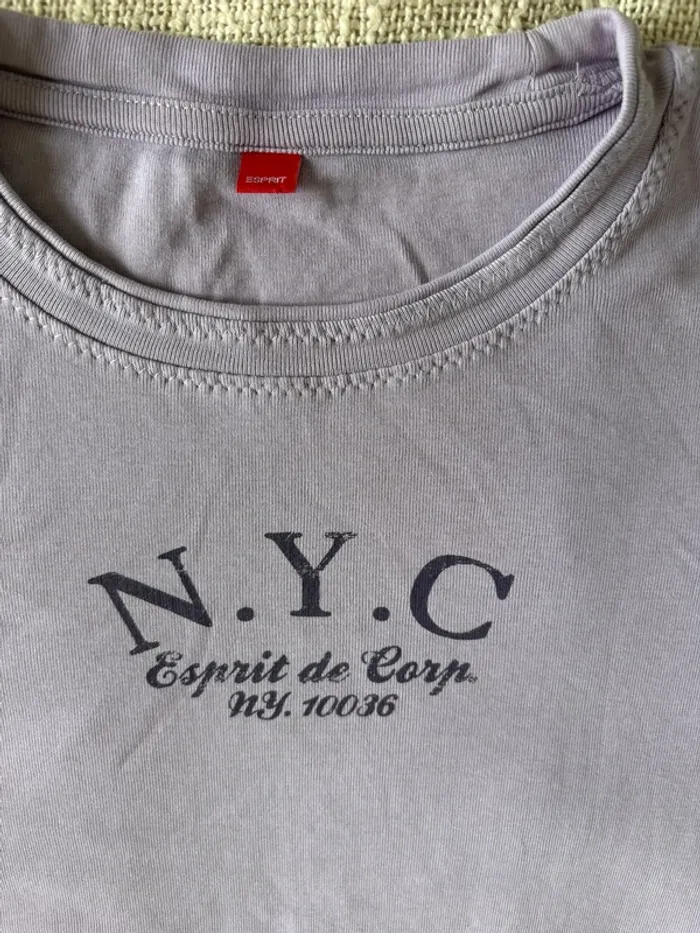 ESPRIT
N.Y.C
Esprit de Corp.
NY. 10036